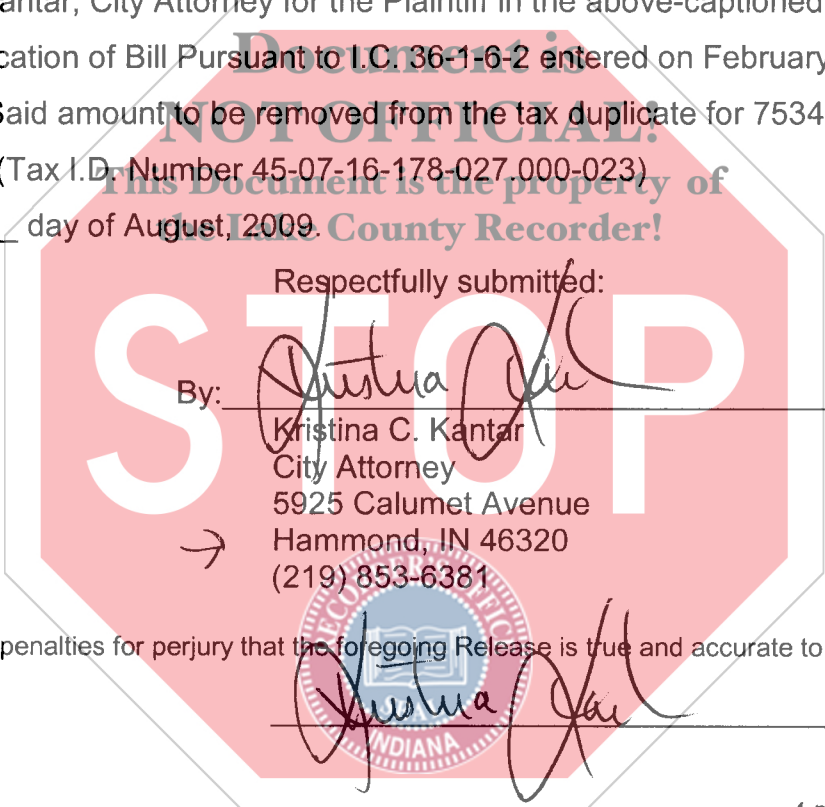 antar, City Attorney for the Plaintiff in the above-captioned
cation of Bill Pursuant to I.C. 36-1-6-2 entered on February
Document is
Said amount to be removed from the tax duplicate for 7534
NOT OFFICIAL!
(Tax I.D. Number 45-07-16-178-027.000-023)
This Document is the property of
_ day of August, 2009.
the Lake County Recorder!
Respectfully submitted:
STOP
By:
Kristina C. Kantar
City Attorney
5925 Calumet Avenue
Hammond, IN 46320
(219) 853-6381
RECORDER'S OFFICE
penalties for perjury that the foregoing Release is true and accurate to
SEAL
INDIANA